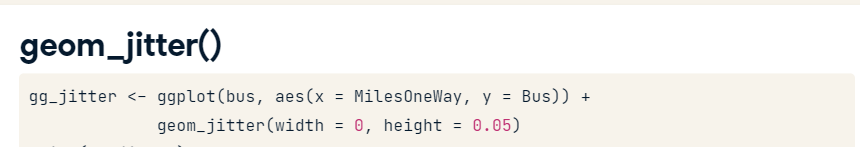 geom_jitter()
gg_jitter <- ggplot(bus, aes(x = MilesOneWay, y = Bus)) +
geom_jitter(width = 0, height = 0.05)